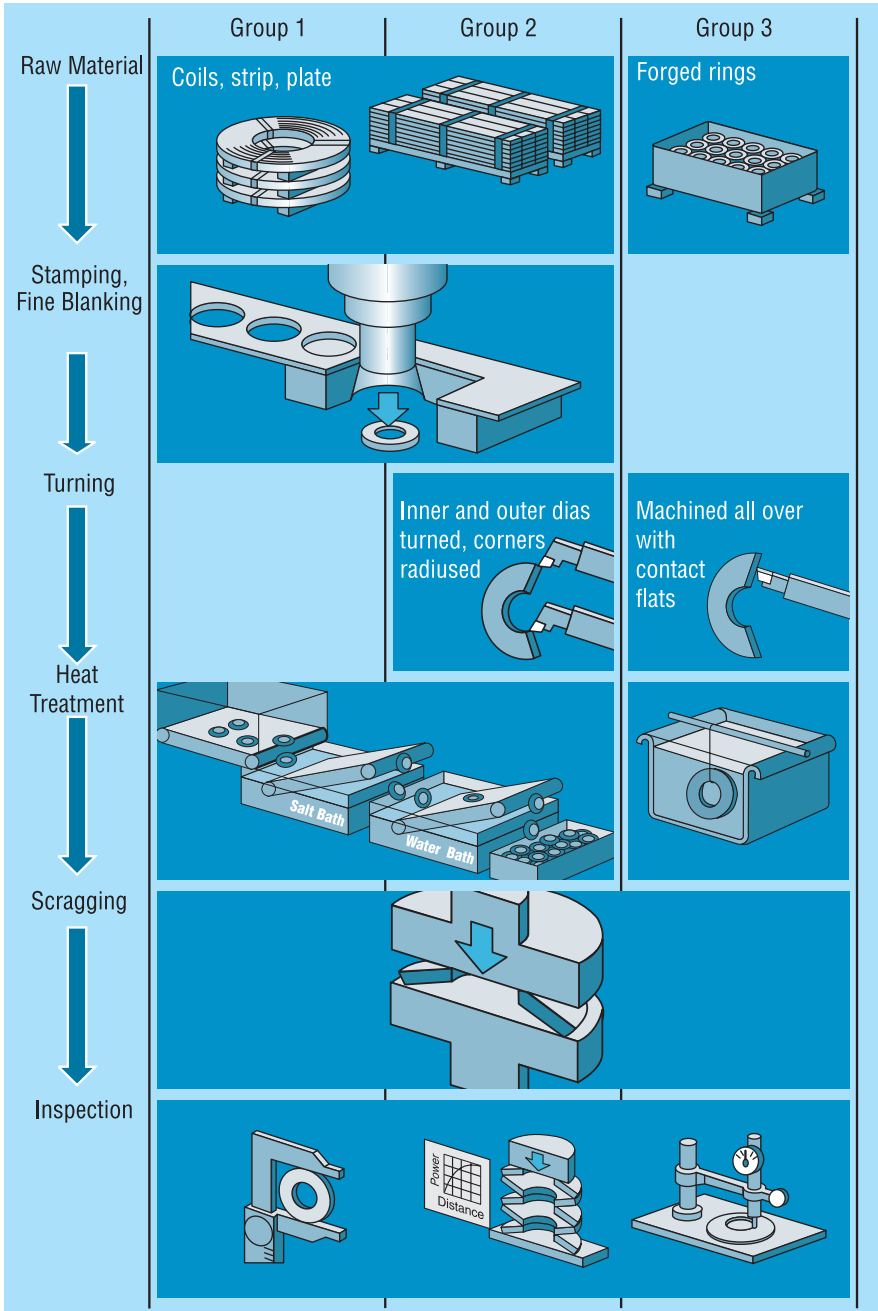 Group 1
Group 2
Group 3
Raw Material
Coils, strip, plate
Forged rings
Stamping,
Fine Blanking
Turning
Inner and outer dias
turned, corners
radiused
Machined all over
with
contact
flats
Heat
Treatment
Salt Bath
Water Bath
Scragging
Inspection
Power
Distance